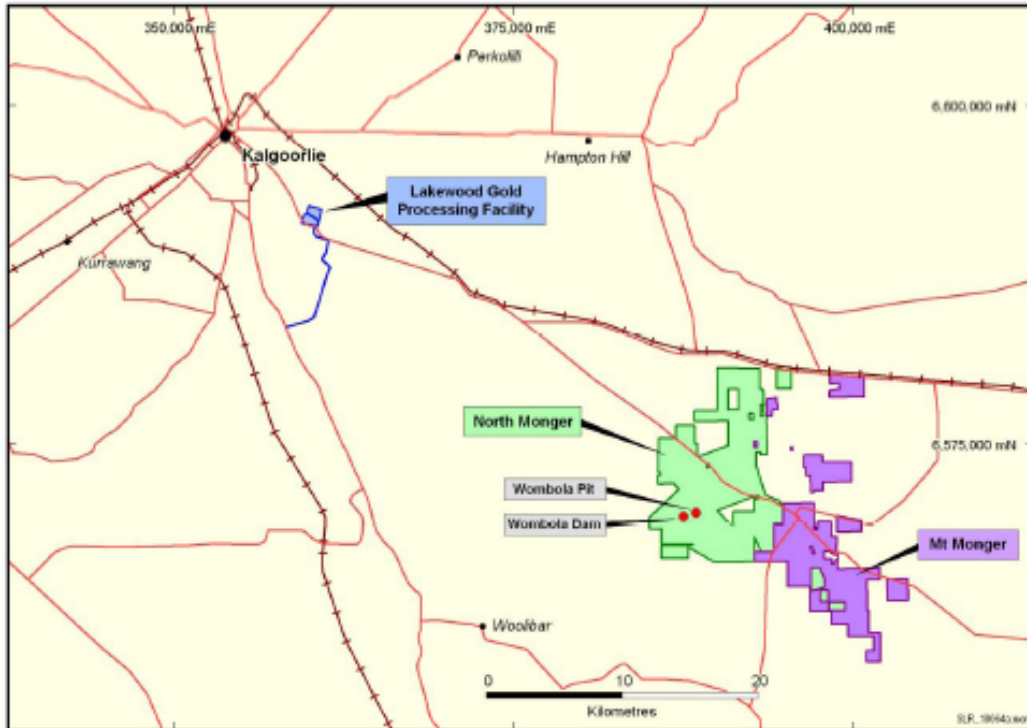 350,000 mE
375,000 mE
400,000 mE
Perkolilli
6,600,000 mN
Kalgoorlie
Hampton Hill
Lakewood Gold
Processing Facility
Kurrawang
North Monger
6,575,000 mN
Wombola Pit
Wombola Dam
Mt Monger
Woolibar
0 10 20
Kilometres